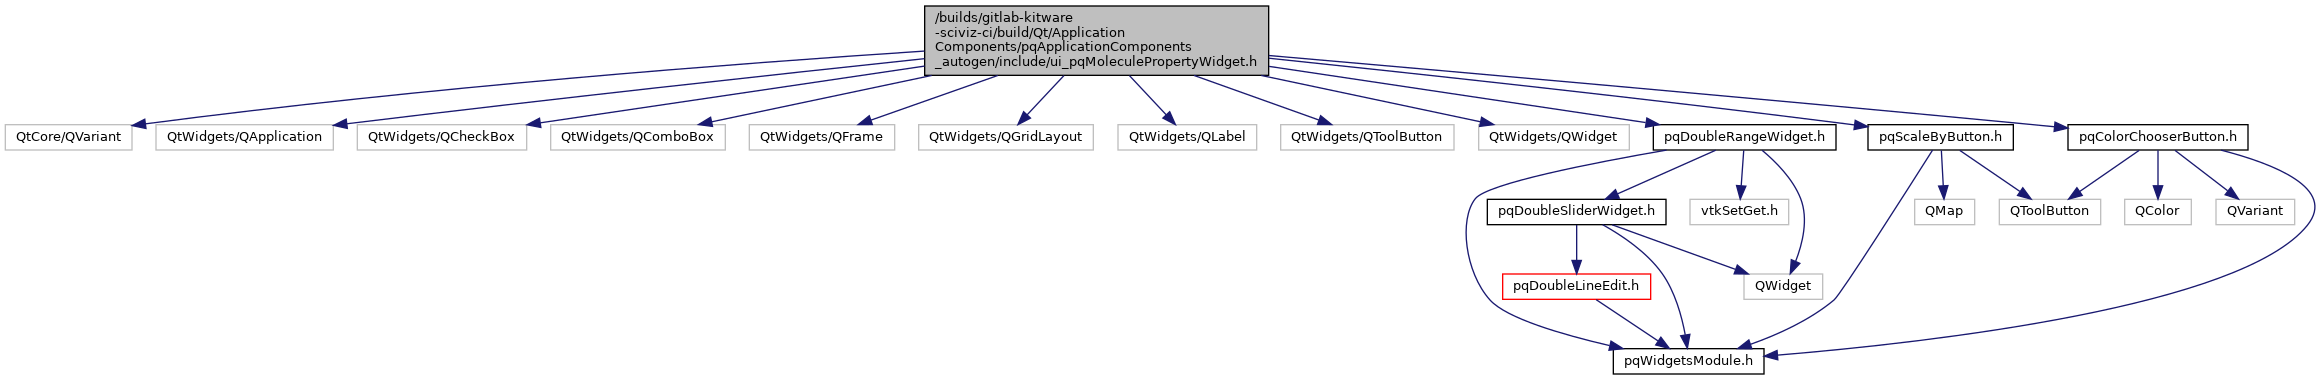 /builds/gitlab-kitware
-sciviz-ci/build/Qt/Application
Components/pqApplicationComponents
_autogen/include/ui_pqMoleculePropertyWidget.h
QtCore/QVariant
QtWidgets/QApplication
QtWidgets/QCheckBox
QtWidgets/QComboBox
QtWidgets/QFrame
QtWidgets/QGridLayout
QtWidgets/QLabel
QtWidgets/QToolButton
QtWidgets/QWidget
pqDoubleRangeWidget.h
pqScaleByButton.h
pqColorChooserButton.h
pqDoubleSliderWidget.h
vtkSetGet.h
QMap
QToolButton
QColor
QVariant
pqDoubleLineEdit.h
QWidget
pqWidgetsModule.h